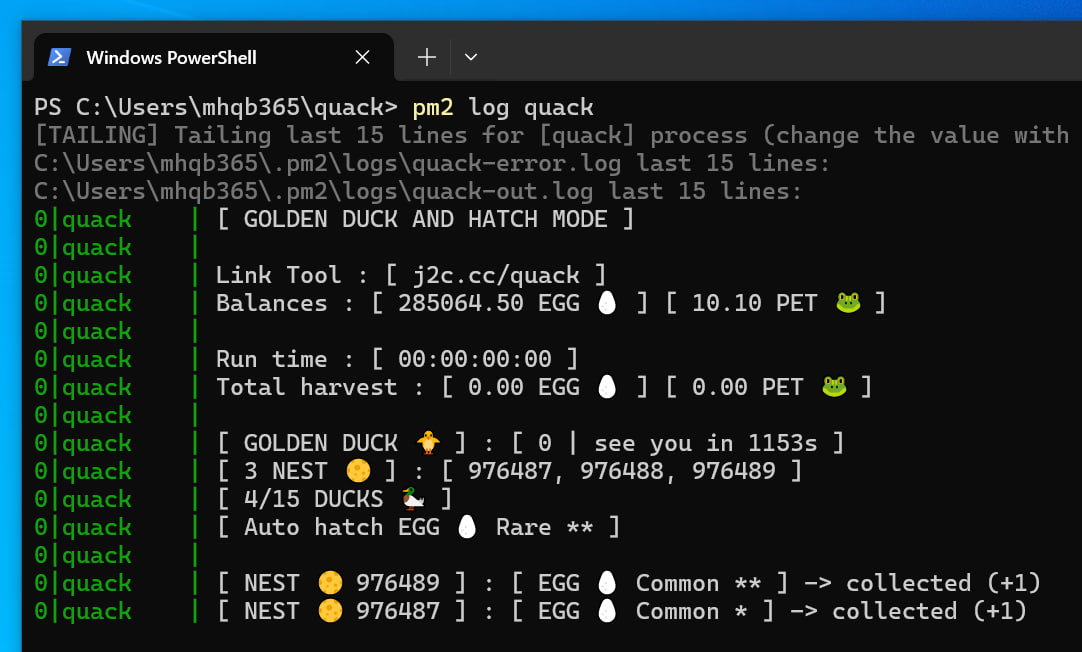 Windows PowerShell
PS C:\Users\mhqb365\quack> pm2 log quack
[TAILING] Tailing last 15 lines for [quack] process (change the value with
C:\Users\mhqb365\.pm2\logs\quack-error.log last 15 lines:
C:\Users\mhqb365\.pm2\logs\quack-out.log last 15 lines:
0|quack | [ GOLDEN DUCK AND HATCH MODE ]
0|quack |
0|quack | Link Tool : [ j2c.cc/quack ]
0|quack | Balances : [ 285064.50 EGG 🥚 ] [ 10.10 PET 🐸 ]
0|quack |
0|quack | Run time : [ 00:00:00:00 ]
0|quack | Total harvest : [ 0.00 EGG 🥚 ] [ 0.00 PET 🐸 ]
0|quack |
0|quack | [ GOLDEN DUCK 🐥 ] : [ 0 | see you in 1153s ]
0|quack | [ 3 NEST 🌕 ] : [ 976487, 976488, 976489 ]
0|quack | [ 4/15 DUCKS 🦆 ]
0|quack | [ Auto hatch EGG 🥚 Rare ** ]
0|quack |
0|quack | [ NEST 🌕 976489 ] : [ EGG 🥚 Common ** ] -> collected (+1)
0|quack | [ NEST 🌕 976487 ] : [ EGG 🥚 Common * ] -> collected (+1)